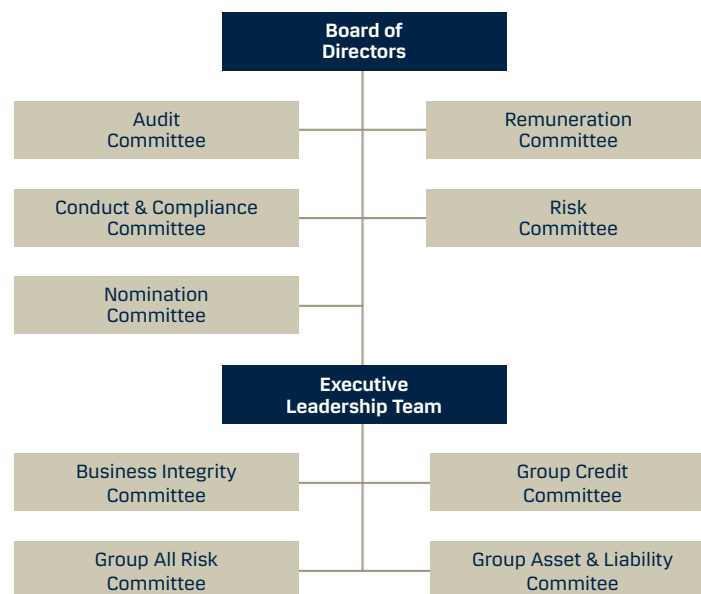 Board of
Directors
Audit
Committee
Remuneration
Committee
Conduct & Compliance
Committee
Risk
Committee
Nomination
Committee
Executive
Leadership Team
Business Integrity
Committee
Group Credit
Committee
Group All Risk
Committee
Group Asset & Liability
Commitee